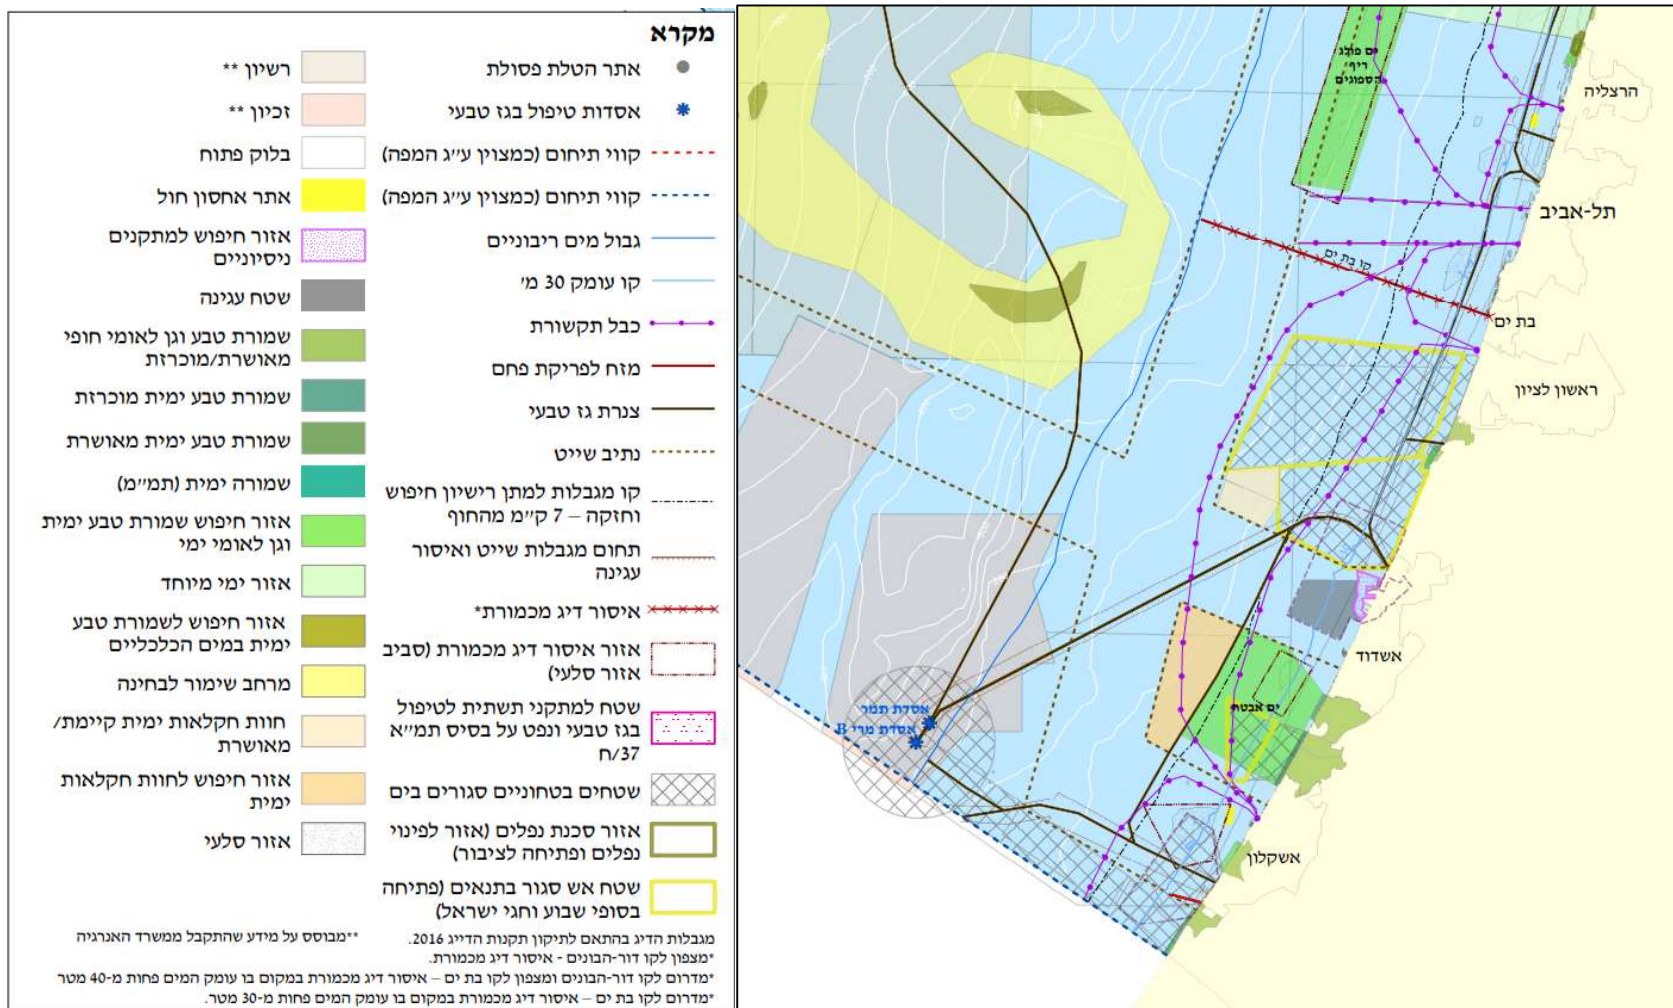 מקרא
אתר הטלת פסולת
אסדות טיפול בגז טבעי
קווי תיחום (כמצוין ע״ג המפה)
קווי תיחום (כמצוין ע״ג המפה)
גבול מים ריבוניים
קו עומק 30 מ׳
כבל תקשורת
מזח לפריקת פחם
צנרת גז טבעי
נתיב שייט
קו מגבלות למתן רישיון חיפוש
וחזקה – 7 ק״מ מהחוף
תחום מגבלות שייט ואיסור
עגינה
איסור דיג מכמורת*
אזור איסור דיג מכמורת (סביב
אזור סלעי)
שטח למתקני תשתית לטיפול
בגז טבעי ונפט על בסיס תמ״א
37/ח
שטחים בטחוניים סגורים בים
אזור סכנת נפלים (אזור לפינוי
נפלים ופתיחה לציבור)
שטח אש סגור בתנאים (פתיחה
בסופי שבוע וחגי ישראל)
רשיון **
זכיון **
בלוק פתוח
אתר אחסון חול
אזור חיפוש למתקנים
ניסיוניים
שטח עגינה
שמורת טבע וגן לאומי חופי
מאושרת/מוכרזת
שמורת טבע ימית מוכרזת
שמורת טבע ימית מאושרת
שמורה ימית (תמ״מ)
אזור חיפוש שמורת טבע ימית
וגן לאומי ימי
אזור ימי מיוחד
אזור חיפוש לשמורת טבע
ימית במים הכלכליים
מרחב שימור לבחינה
חוות חקלאות ימית קיימת/
מאושרת
אזור חיפוש לחוות חקלאות
ימית
אזור סלעי
מגבלות הדיג בהתאם לתיקון תקנות הדייג 2016.
**מבוסס על מידע שהתקבל ממשרד האנרגיה
*מצפון לקו דור-הבונים - איסור דיג מכמורת.
*מדרום לקו דור-הבונים ומצפון לקו בת ים – איסור דיג מכמורת במקום בו עומק המים פחות מ-40 מטר
*מדרום לקו בת ים – איסור דיג מכמורת במקום בו עומק המים פחות מ-30 מטר.
ים פולג
ריף
הספוגים
הרצליה
תל-אביב
קו בת ים
בת ים
ראשון לציון
אשדוד
ים אבטח
אסדת תמר
אסדת מרי B
אשקלון